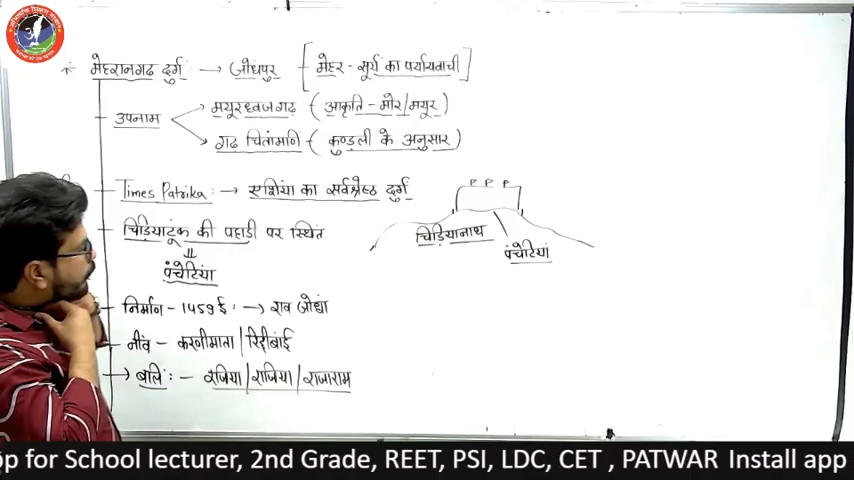 मेहरानगढ दुर्ग → जोधपुर - [मेहर - सूर्य का पर्यायवाची]
उपनाम
मयूरध्वजगढ़ (आकृति - मोर/मयूर)
गढ चिंतामणि - (कुण्डली के अनुसार)
Times Patrika: → एशिया का सर्वश्रेष्ठ दुर्ग
चिड़ियाटूंक की पहाडी पर स्थित
पंचेटियां
P P P
चिडियानाथ
पंचेटियां
निर्माण - 1459 ई: → राव जोधा
नींव - करणीमाता / रिद्दीबाई
→ बलि: - रजिया / राजिया / राजाराम
pp for School lecturer, 2nd Grade, REET, PSI, LDC, CET , PATWAR Install app